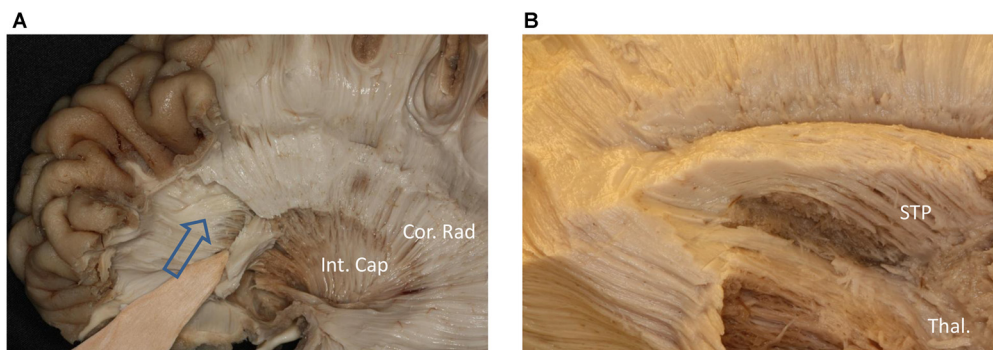 A
B
Cor. Rad
Int. Cap
STP
Thal.